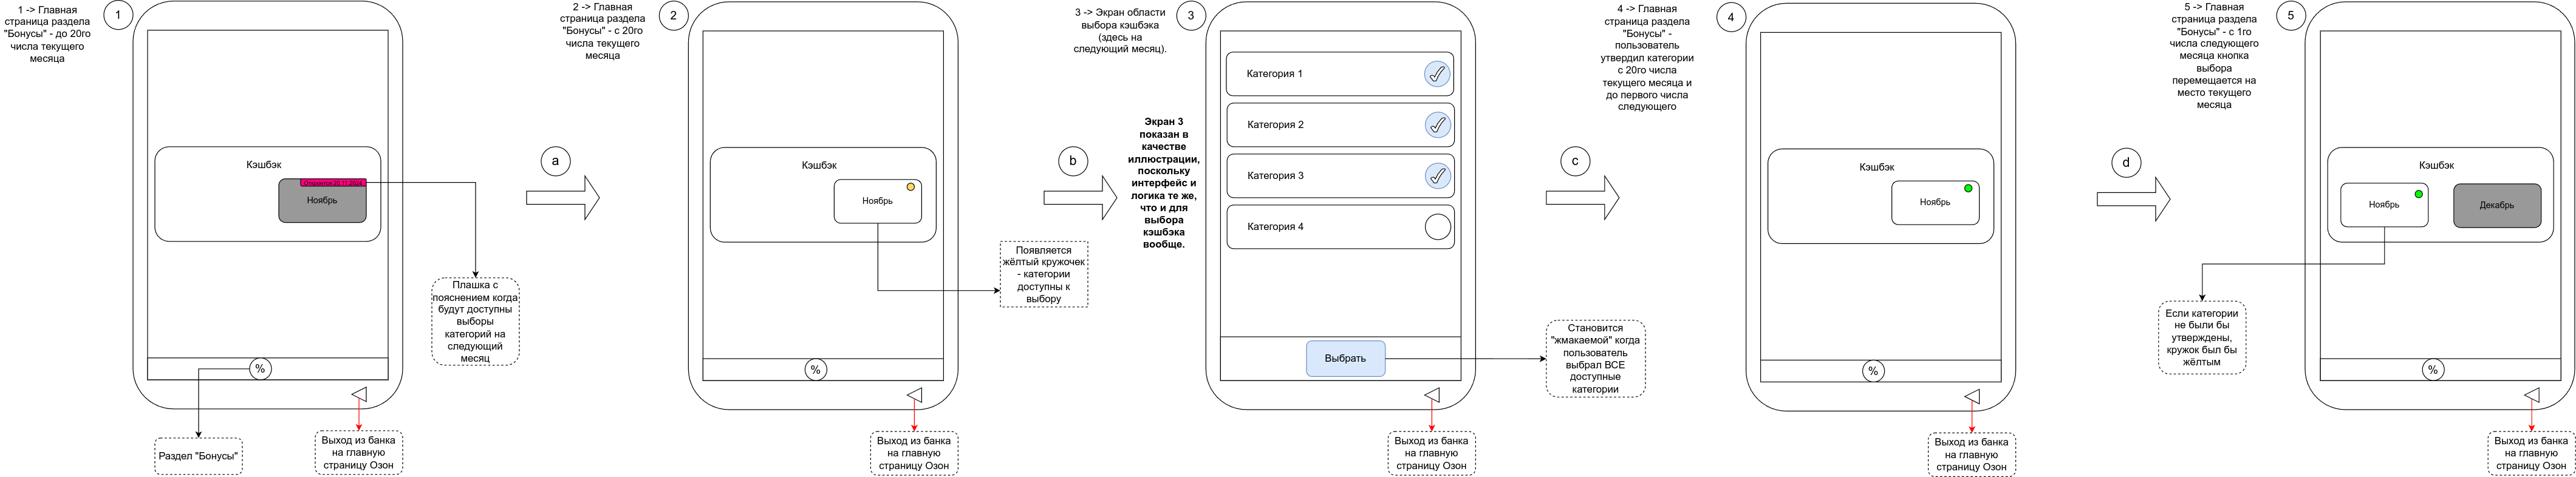 1 -> Главная
страница раздела
"Бонусы" - до 20го
числа текущего
месяца
1
Кэшбэк
Ноябрь
%
Плашка с
пояснением когда
будут доступны
выборы
категорий на
следующий
месяц
Раздел "Бонусы"
Выход из банка
на главную
страницу Озон
a
2 -> Главная
страница раздела
"Бонусы" - с 20го
числа текущего
месяца
2
Кэшбэк
Ноябрь
%
Появляется
жёлтый кружочек
- категории
доступны к
выбору
Выход из банка
на главную
страницу Озон
b
3 -> Экран области
выбора кэшбэка
(здесь на
следующий месяц).
3
Экран 3
показан в
качестве
иллюстрации,
поскольку
интерфейс и
логика те же,
что и для
выбора
кэшбэка
вообще.
Категория 1
Категория 2
Категория 3
Категория 4
Выбрать
Становится
"жмакаемой" когда
пользователь
выбрал ВСЕ
доступные
категории
Выход из банка
на главную
страницу Озон
c
4 -> Главная
страница раздела
"Бонусы" -
пользователь
утвердил категории
с 20го числа
текущего месяца и
до первого числа
следующего
4
Кэшбэк
Ноябрь
%
Выход из банка
на главную
страницу Озон
d
5 -> Главная
страница раздела
"Бонусы" - с 1го
числа следующего
месяца кнопка
выбора
перемещается на
место текущего
месяца
5
Кэшбэк
Ноябрь
Декабрь
%
Если категории
не были бы
утверждены,
кружок был бы
жёлтым
Выход из банка
на главную
страницу Озон